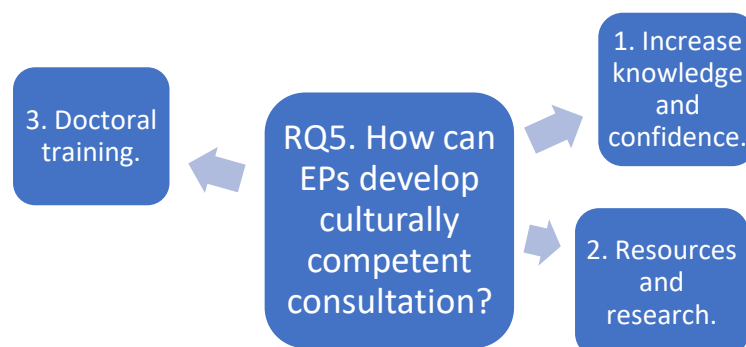 RQ5. How can
EPs develop
culturally
competent
consultation?
1. Increase
knowledge
and
confidence.
2. Resources
and
research.
3. Doctoral
training.